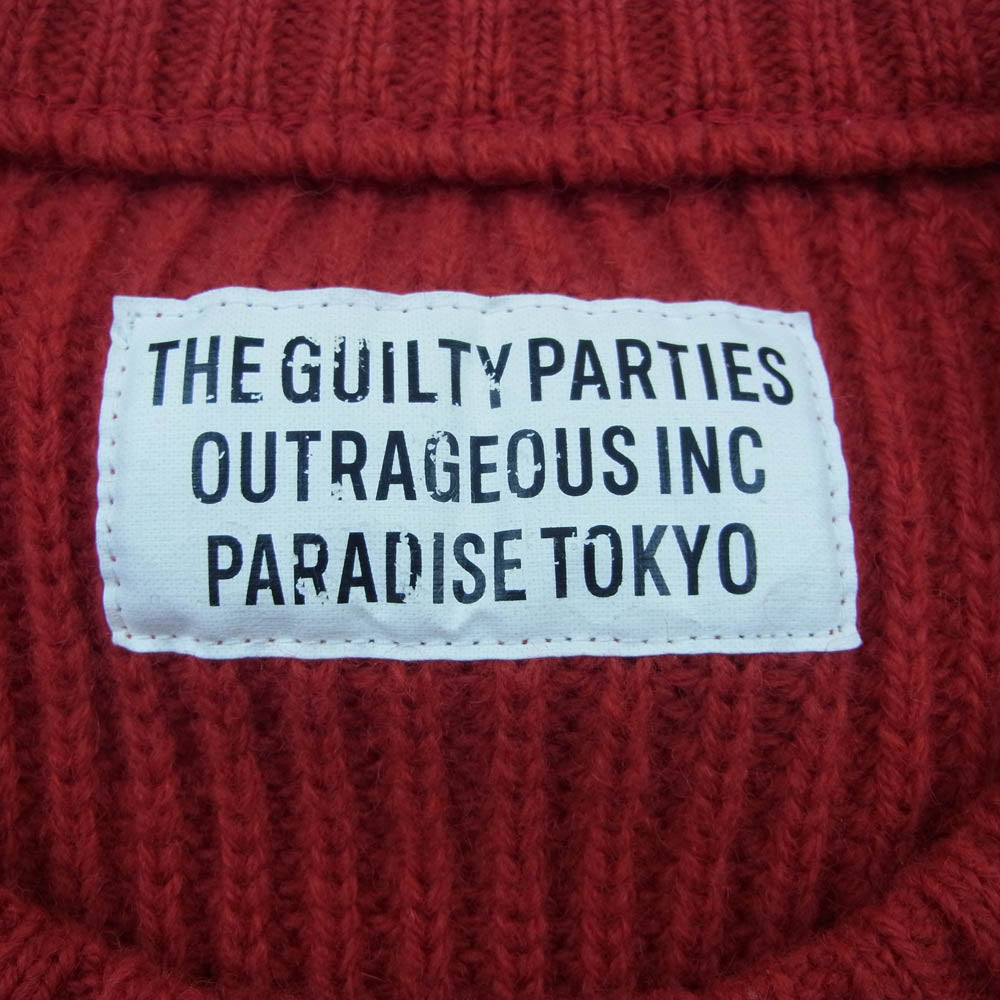 THE GUILTY PARTIES
OUTRAGEOUS INC
PARADISE TOKYO